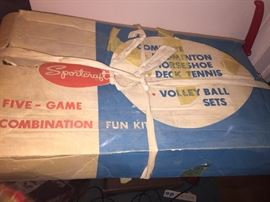 Sportcraft
COMPLETE
BADMINTON
HORSESHOE
DECK TENNIS
VOLLEY BALL
SETS
FIVE - GAME
COMBINATION FUN KIT